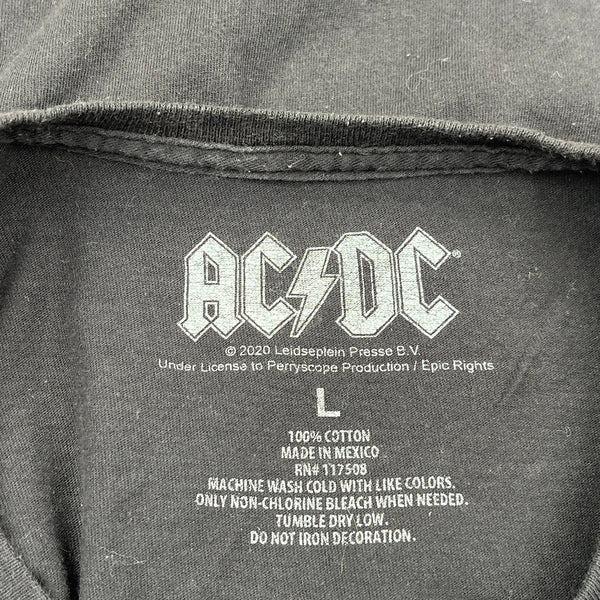 AC⚡DC®
© 2020 Leidseplein Presse B.V.
Under License to Perryscope Production / Epic Rights
L
100% COTTON
MADE IN MEXICO
RN# 117508
MACHINE WASH COLD WITH LIKE COLORS.
ONLY NON-CHLORINE BLEACH WHEN NEEDED.
TUMBLE DRY LOW.
DO NOT IRON DECORATION.